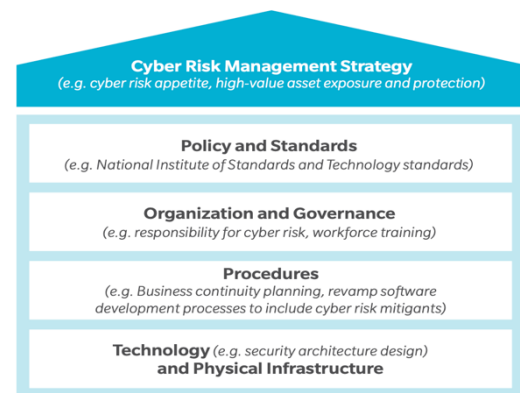 Cyber Risk Management Strategy
(e.g. cyber risk appetite, high-value asset exposure and protection)
Policy and Standards
(e.g. National Institute of Standards and Technology standards)
Organization and Governance
(e.g. responsibility for cyber risk, workforce training)
Procedures
(e.g. Business continuity planning, revamp software
development processes to include cyber risk mitigants)
Technology (e.g. security architecture design)
and Physical Infrastructure